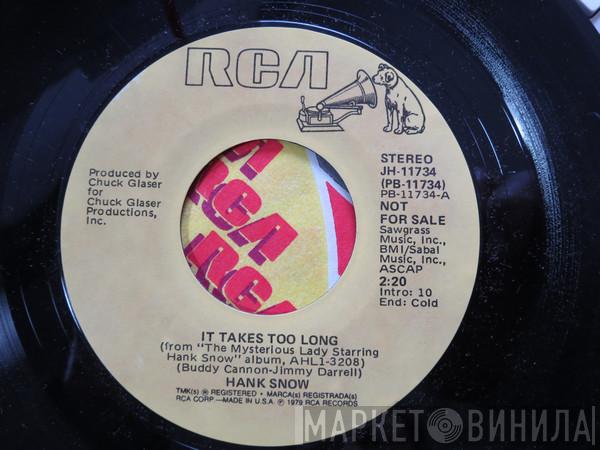 RCA
STEREO
JH-11734
(PB-11734)
PB-11734-A
NOT
FOR SALE
Sawgrass
Music, Inc.,
BMI/Sabal
Music, Inc.,
ASCAP
2:20
Intro: 10
End: Cold
Produced by
Chuck Glaser
for
Chuck Glaser
Productions,
Inc.
RCA
RCA
RCA
IT TAKES TOO LONG
(from "The Mysterious Lady Starring
Hank Snow" album, AHL1-3208)
(Buddy Cannon-Jimmy Darrell)
HANK SNOW
TMK(s) ® REGISTERED • MARCA(s) REGISTRADA(s)
RCA CORP—MADE IN U.S.A. ℗ 1979 RCA RECORDS
МАРКЕТ ВИНИЛА